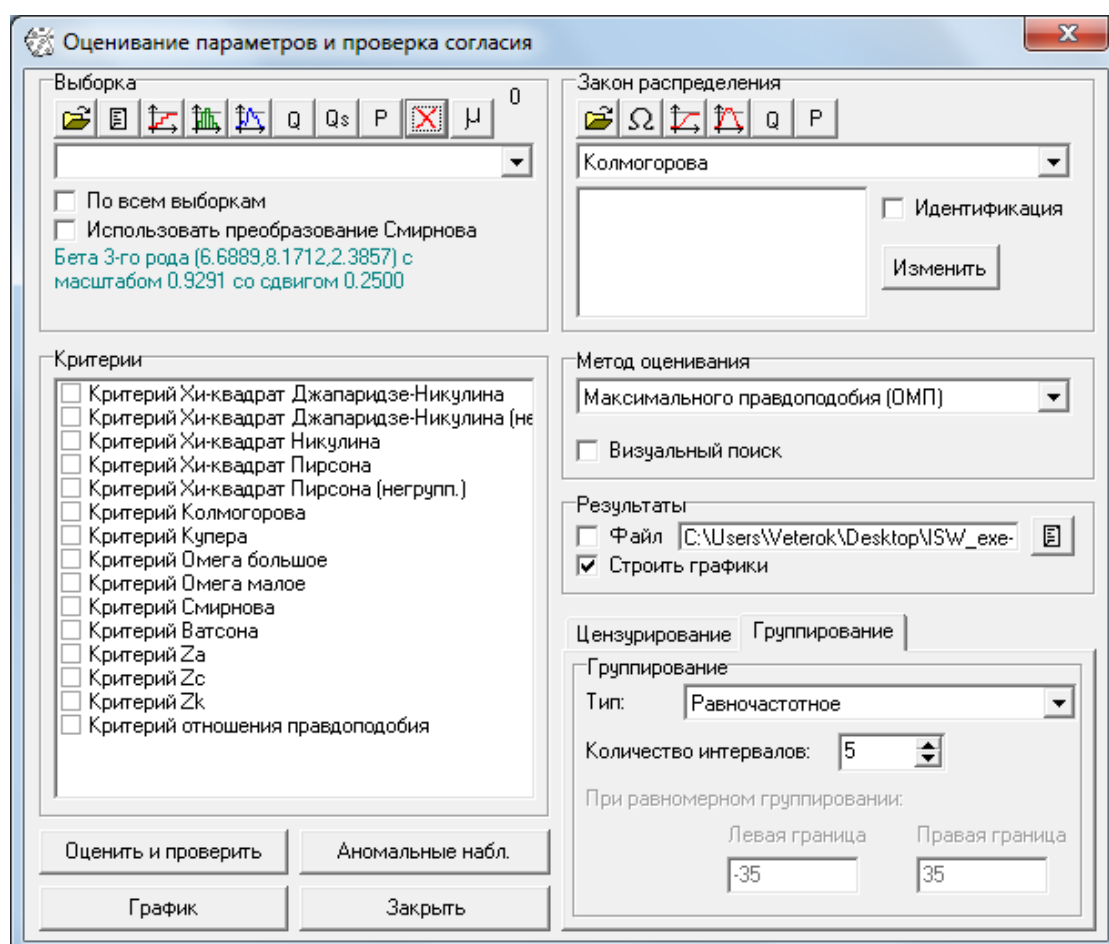 Оценивание параметров и проверка согласия
x
Выборка
Q Qs P μ 0
По всем выборкам
Использовать преобразование Смирнова
Бета 3-го рода (6.6889,8.1712,2.3857) с
масштабом 0.9291 со сдвигом 0.2500
Критерии
Критерий Хи-квадрат Джапаридзе-Никулина
Критерий Хи-квадрат Джапаридзе-Никулина (не
Критерий Хи-квадрат Никулина
Критерий Хи-квадрат Пирсона
Критерий Хи-квадрат Пирсона (негрупп.)
Критерий Колмогорова
Критерий Купера
Критерий Омега большое
Критерий Омега малое
Критерий Смирнова
Критерий Ватсона
Критерий Za
Критерий Zc
Критерий Zk
Критерий отношения правдоподобия
Оценить и проверить
Аномальные набл.
График
Закрыть
Закон распределения
Ω Q P
Колмогорова
Идентификация
Изменить
Метод оценивания
Максимального правдоподобия (ОМП)
Визуальный поиск
Результаты
Файл C:\Users\Veterok\Desktop\ISW_exe-
Строить графики
Цензурирование Группирование
Группирование
Тип: Равночастотное
Количество интервалов: 5
При равномерном группировании:
Левая граница Правая граница
-35 35